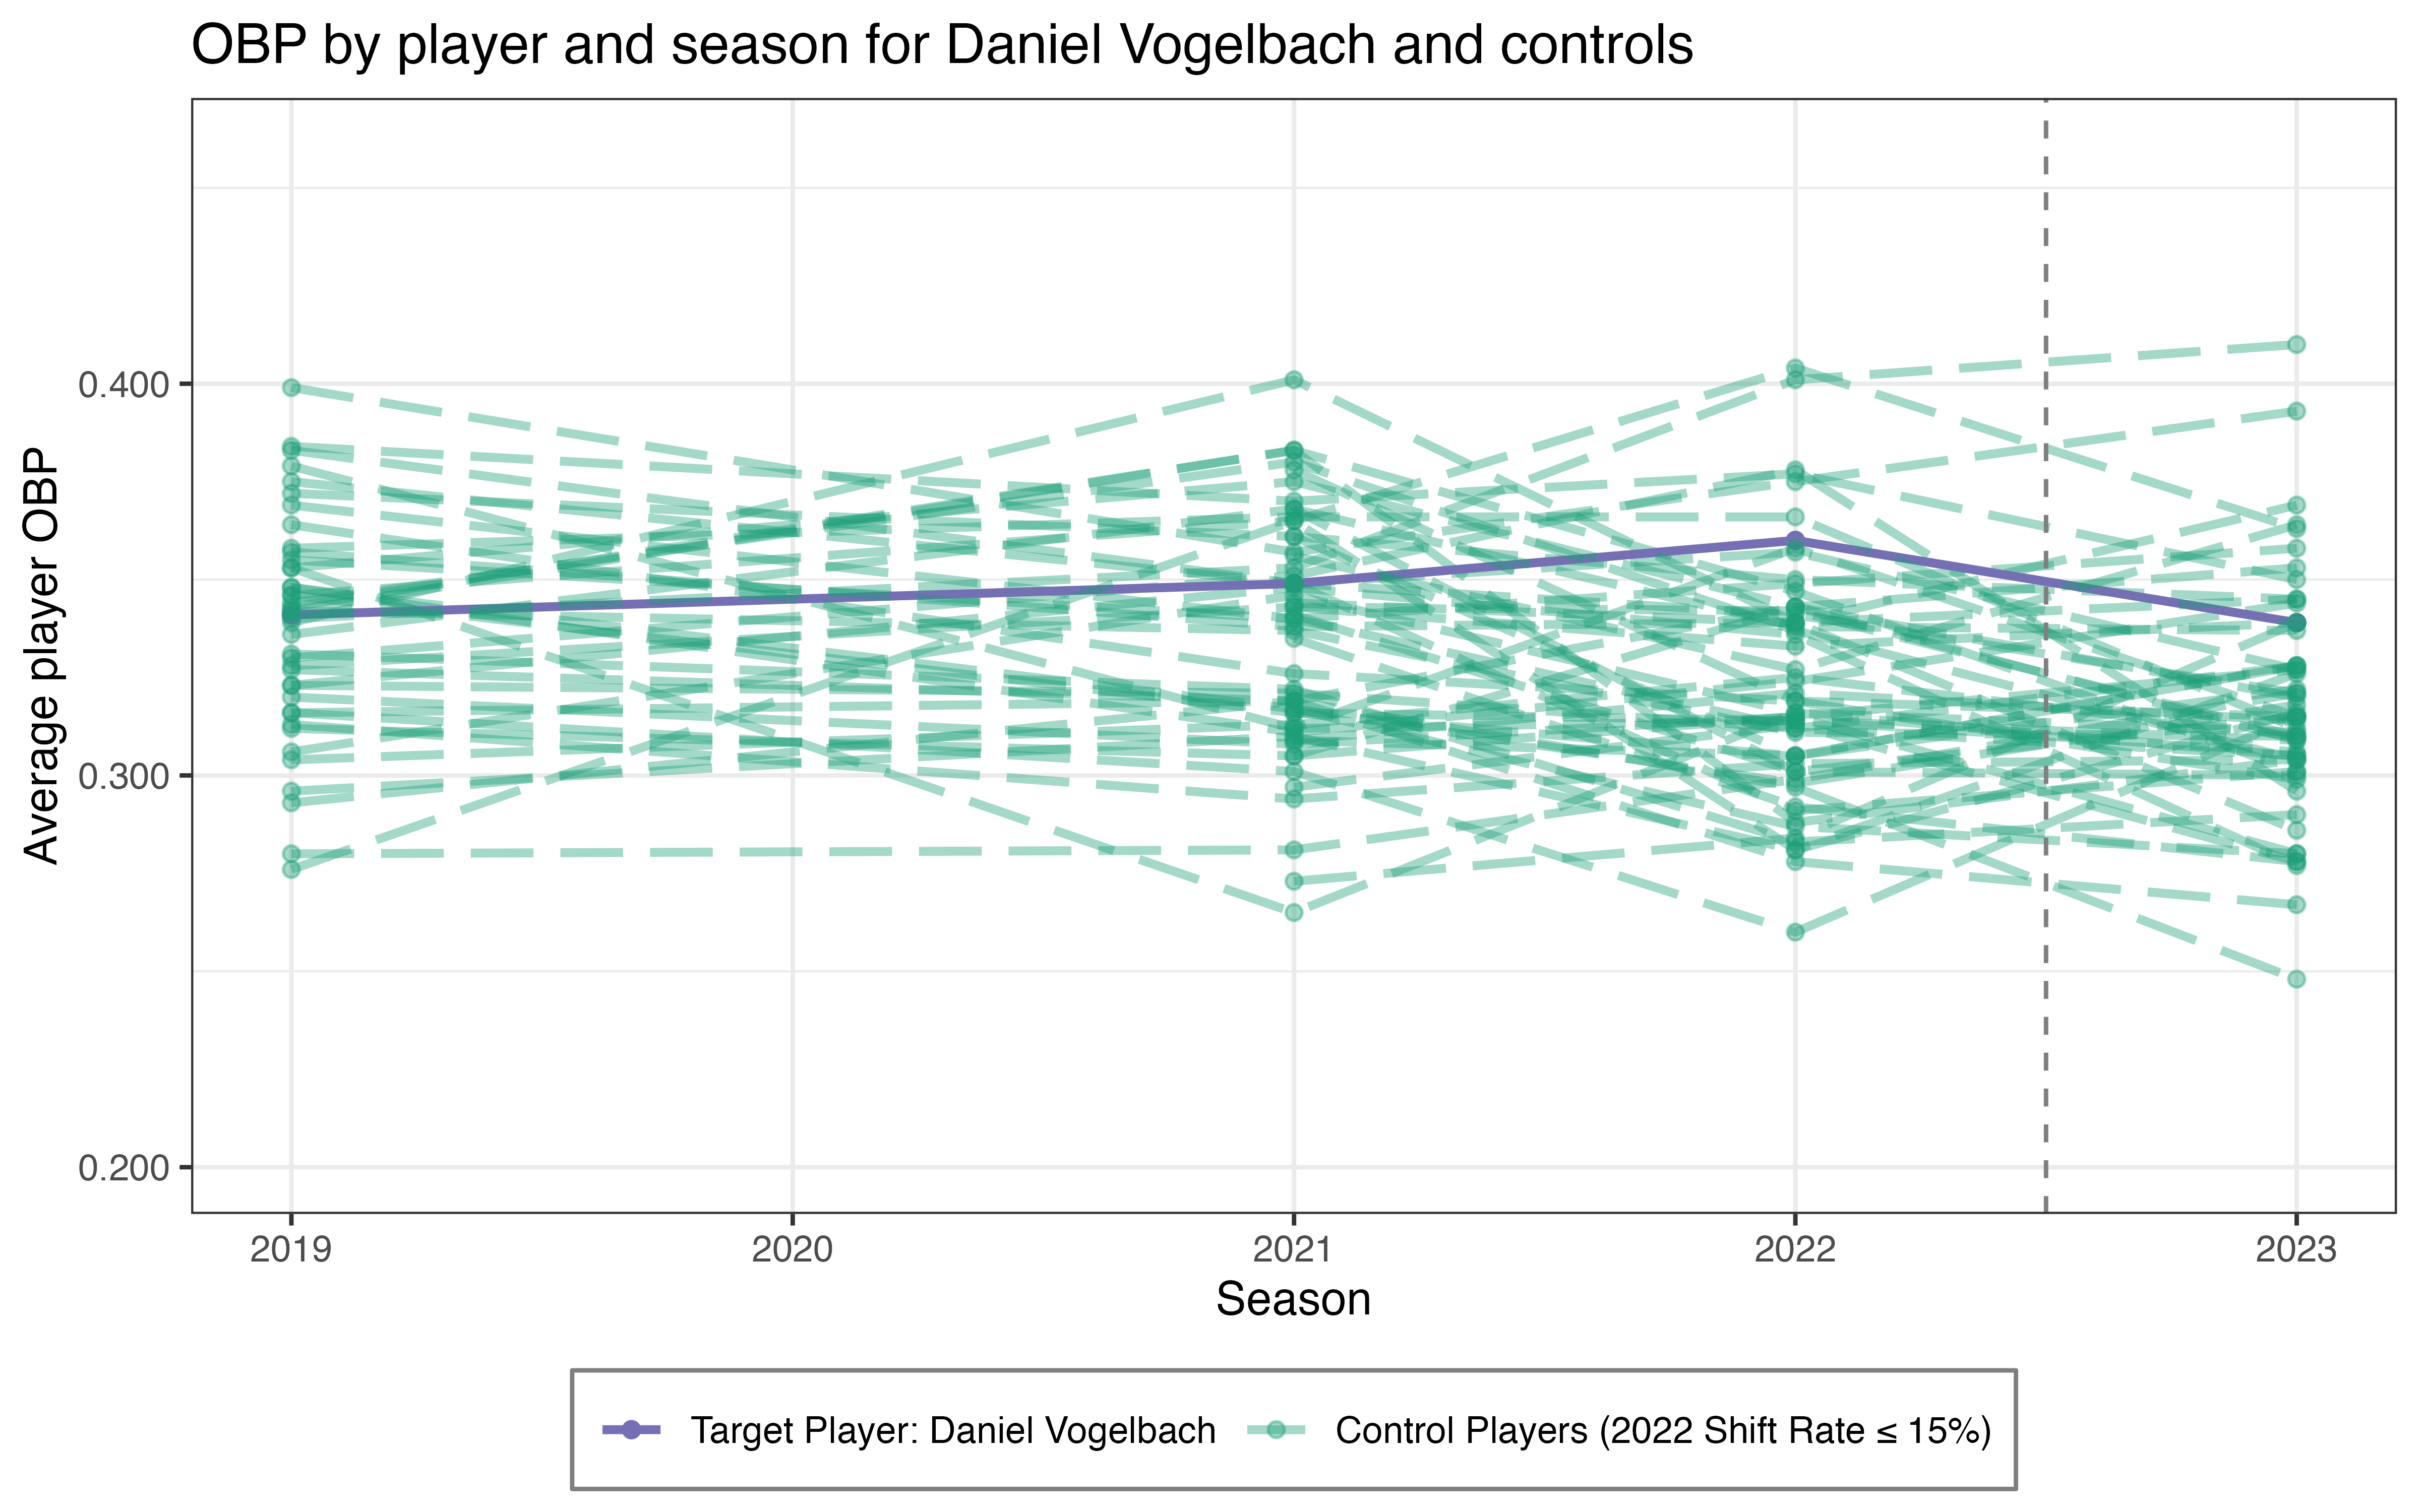 OBP by player and season for Daniel Vogelbach and controls
Average player OBP
0.400
0.300
0.200
2019 2020 2021 2022 2023
Season
Target Player: Daniel Vogelbach Control Players (2022 Shift Rate ≤ 15%)